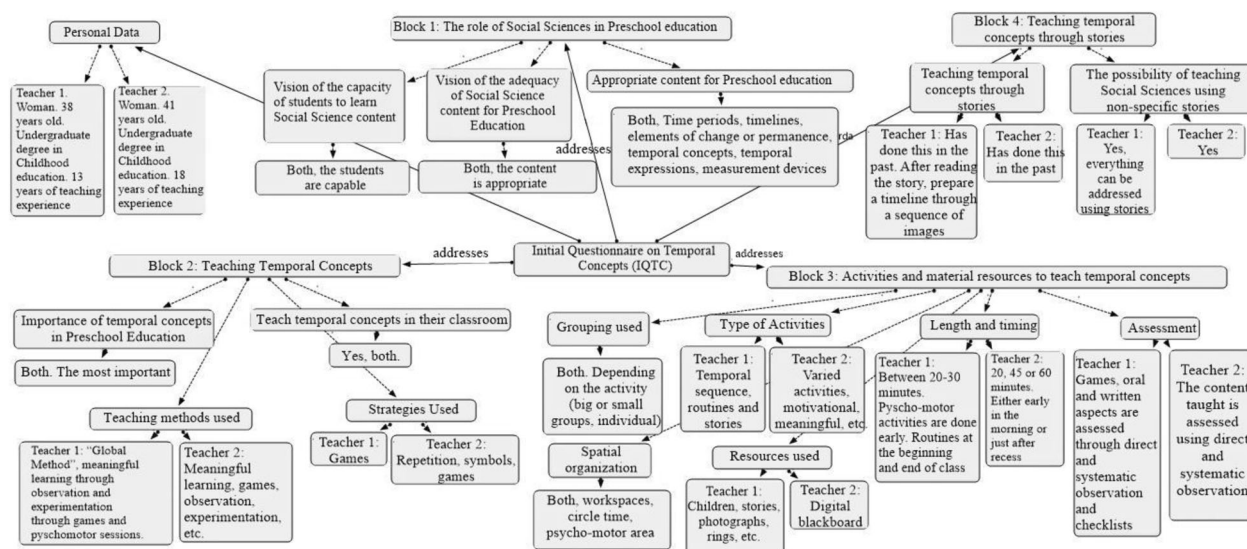 Personal Data
Teacher 1.
Woman. 38
years old.
Undergraduate
degree in
Childhood
education. 13
years of teaching
experience
Teacher 2.
Woman. 41
years old.
Undergraduate
degree in
Childhood
education. 18
years of teaching
experience
Block 1: The role of Social Sciences in Preschool education
Vision of the capacity
of students to learn
Social Science content
Both, the students
are capable
Vision of the adequacy
of Social Science
content for Preschool
Education
Both, the content
is appropriate
addresses
Appropriate content for Preschool education
Both, Time periods, timelines,
elements of change or permanence,
temporal concepts, temporal
expressions, measurement devices
rda
Block 4: Teaching temporal
concepts through stories
Teaching temporal
concepts through
stories
Teacher 1: Has
done this in the
past. After reading
the story, prepare
a timeline through
a sequence of
images
Teacher 2:
Has done this
in the past
The possibility of teaching
Social Sciences using
non-specific stories
Teacher 1:
Yes,
everything
can be
addressed
using stories
Teacher 2:
Yes
Initial Questionnaire on Temporal
Concepts (IQTC)
addresses
addresses
Block 2: Teaching Temporal Concepts
Importance of temporal concepts
in Preschool Education
Both. The most important
Teach temporal concepts in their classroom
Yes, both.
Teaching methods used
Teacher 1: “Global
Method”, meaningful
learning through
observation and
experimentation
through games and
pyschomotor sessions.
Teacher 2:
Meaningful
learning, games,
observation,
experimentation,
etc.
Strategies Used
Teacher 1:
Games
Teacher 2:
Repetition, symbols,
games
Block 3: Activities and material resources to teach temporal concepts
Grouping used
Both. Depending
on the activity
(big or small
groups, individual)
Spatial
organization
Both, workspaces,
circle time,
psycho-motor area
Type of Activities
Teacher 1:
Temporal
sequence,
routines and
stories
Teacher 2:
Varied
activities,
motivational,
meaningful, etc.
Resources used
Teacher 1:
Children, stories,
photographs,
rings, etc.
Teacher 2:
Digital
blackboard
Length and timing
Teacher 1:
Between 20-30
minutes.
Pyscho-motor
activities are done
early. Routines at
the beginning
and end of class
Teacher 2:
20, 45 or 60
minutes.
Either early
in the
morning or
just after
recess
Assessment
Teacher 1:
Games, oral
and written
aspects are
assessed
through direct
and
systematic
observation
and
checklists
Teacher 2:
The content
taught is
assessed
using direct
and
systematic
observation